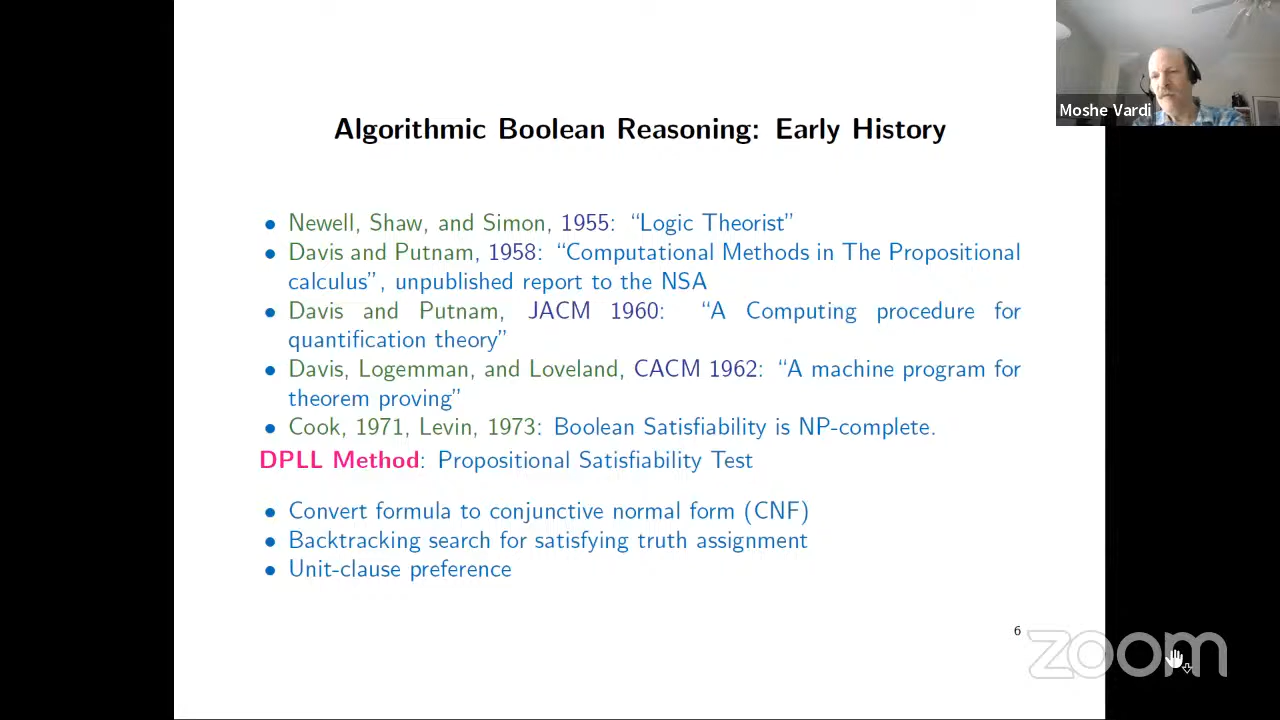 Moshe Vardi
Algorithmic Boolean Reasoning: Early History
• Newell, Shaw, and Simon, 1955: “Logic Theorist”
• Davis and Putnam, 1958: “Computational Methods in The Propositional
calculus”, unpublished report to the NSA
• Davis and Putnam, JACM 1960: “A Computing procedure for
quantification theory”
• Davis, Logemman, and Loveland, CACM 1962: “A machine program for
theorem proving”
• Cook, 1971, Levin, 1973: Boolean Satisfiability is NP-complete.
DPLL Method: Propositional Satisfiability Test
• Convert formula to conjunctive normal form (CNF)
• Backtracking search for satisfying truth assignment
• Unit-clause preference
6
zoom